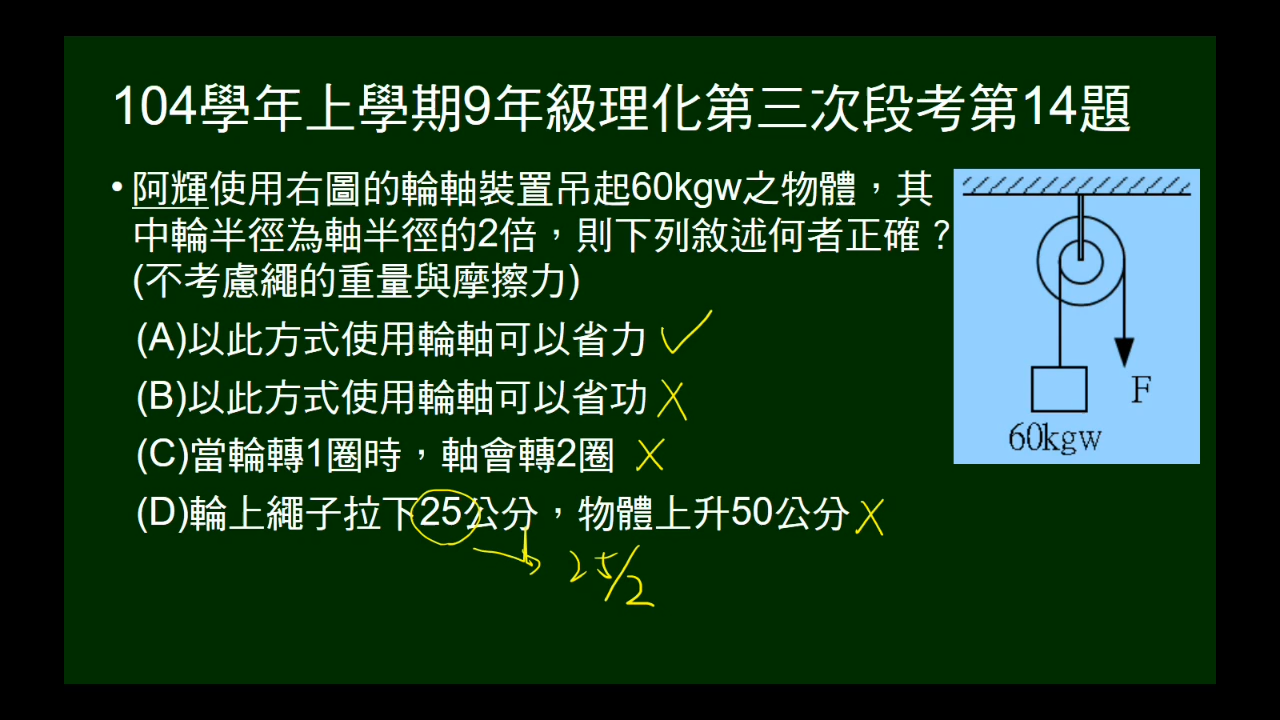 104學年上學期9年級理化第三次段考第14題
• 阿輝使用右圖的輪軸裝置吊起60kgw之物體，其
中輪半徑為軸半徑的2倍，則下列敘述何者正確？
(不考慮繩的重量與摩擦力)
(A)以此方式使用輪軸可以省力 ✓
(B)以此方式使用輪軸可以省功 X
(C)當輪轉1圈時，軸會轉2圈 X
(D)輪上繩子拉下25公分，物體上升50公分 X
25/2
F
60kgw